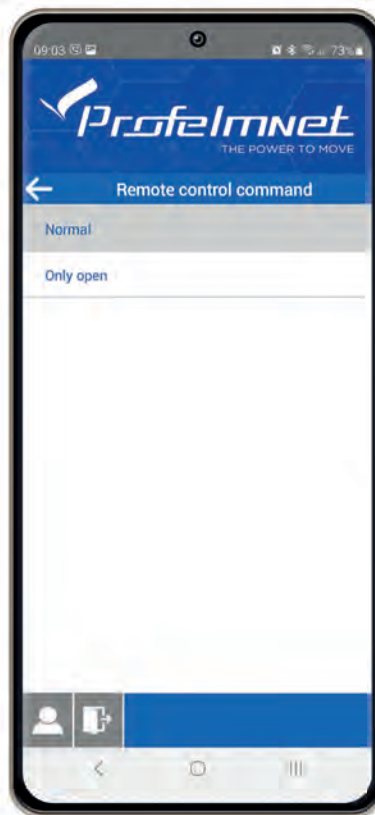 09:03
73%
Profelmnet
THE POWER TO MOVE
Remote control command
Normal
Only open